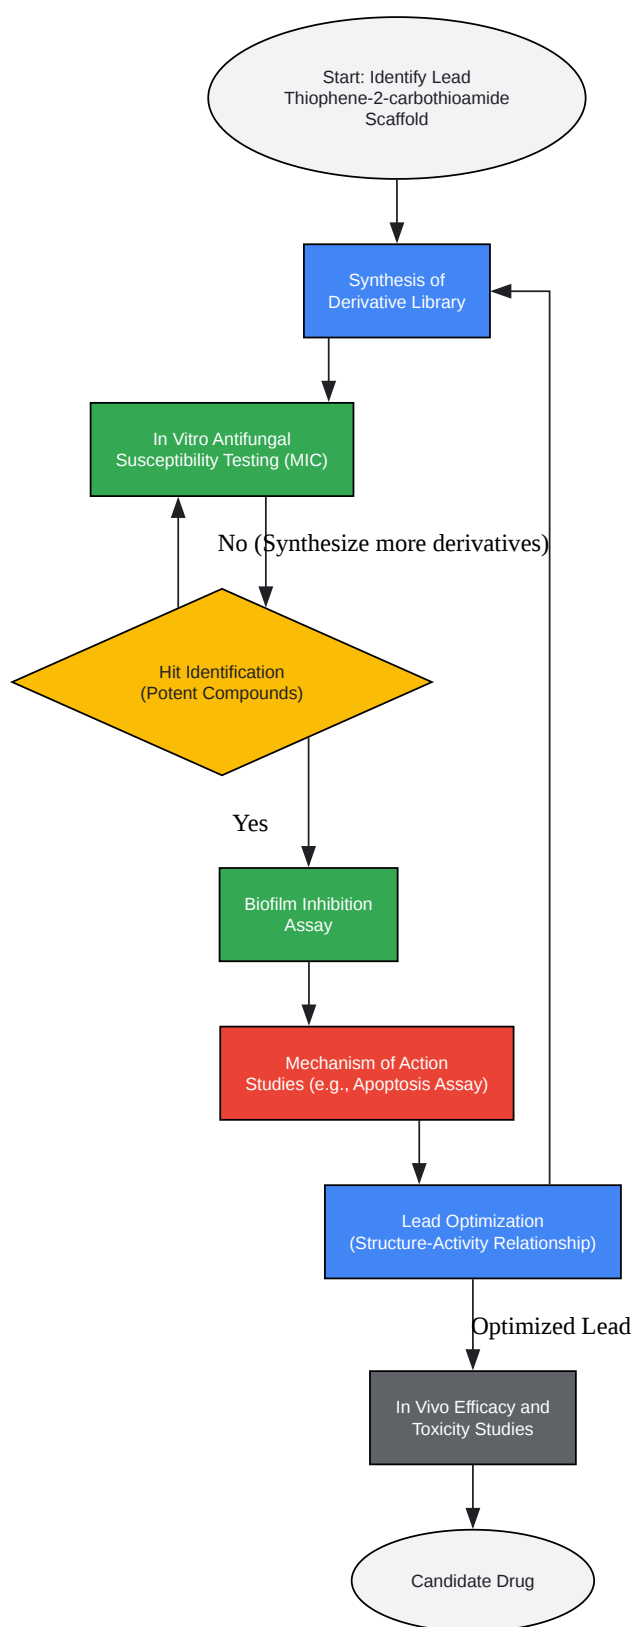 Start: Identify Lead
Thiophene-2-carbothioamide
Scaffold
Synthesis of
Derivative Library
In Vitro Antifungal
Susceptibility Testing (MIC)
No (Synthesize more derivatives)
Hit Identification
(Potent Compounds)
Yes
Biofilm Inhibition
Assay
Mechanism of Action
Studies (e.g., Apoptosis Assay)
Lead Optimization
(Structure-Activity Relationship)
Optimized Lead
In Vivo Efficacy and
Toxicity Studies
Candidate Drug